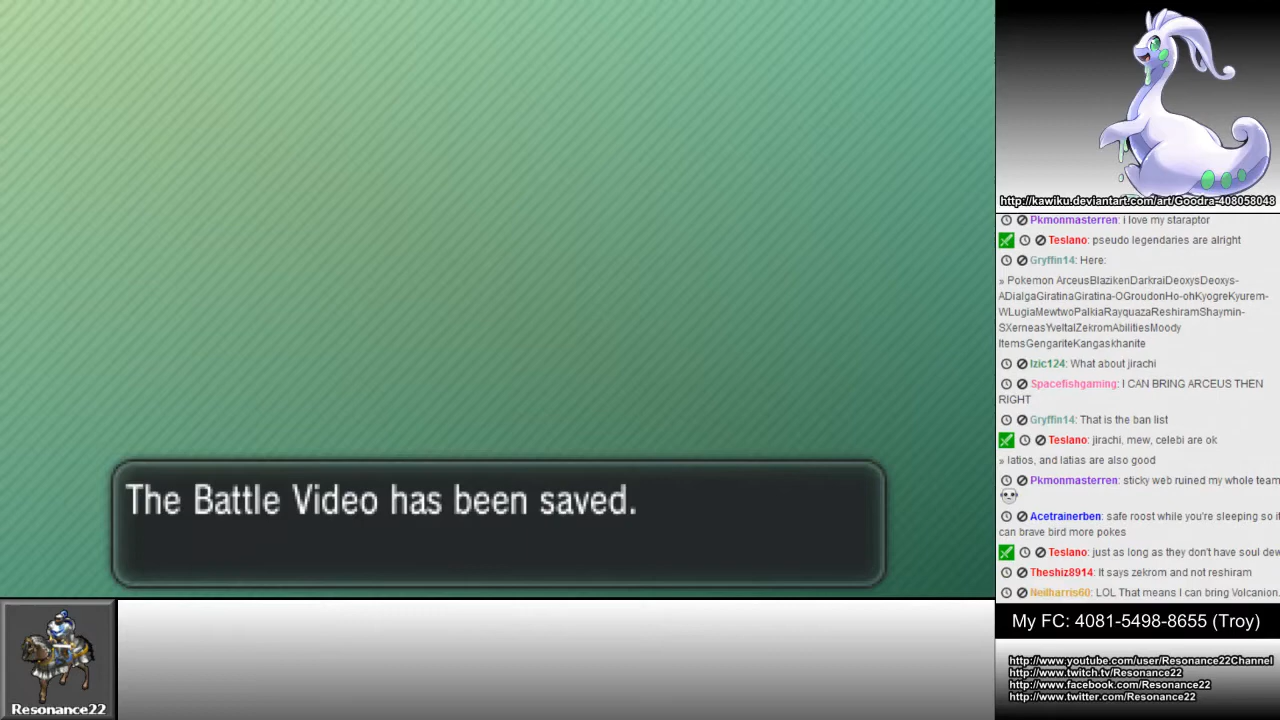 http://kawiku.deviantart.com/art/Goodra-408058048
Pkmonmasterren: i love my staraptor
Teslano: pseudo legendaries are alright
Gryffin14: Here:
» Pokemon ArceusBlazikenDarkraiDeoxysDeoxys-
ADialgaGiratinaGiratina-OGroudonHo-ohKyogreKyurem-
WLugiaMewtwoPalkiaRayquazaReshiramShaymin-
SXerneasYveltalZekromAbilitiesMoody
ItemsGengariteKangaskhanite
Izic124: What about jirachi
Spacefishgaming: I CAN BRING ARCEUS THEN
RIGHT
Gryffin14: That is the ban list
Teslano: jirachi, mew, celebi are ok
» latios, and latias are also good
Pkmonmasterren: sticky web ruined my whole team
Acetrainerben: safe roost while you're sleeping so it
can brave bird more pokes
Teslano: just as long as they don't have soul dew
Theshiz8914: It says zekrom and not reshiram
Neilharris60: LOL That means I can bring Volcanion.
The Battle Video has been saved.
My FC: 4081-5498-8655 (Troy)
http://www.youtube.com/user/Resonance22Channel
http://www.twitch.tv/Resonance22
http://www.facebook.com/Resonance22
http://www.twitter.com/Resonance22
Resonance22